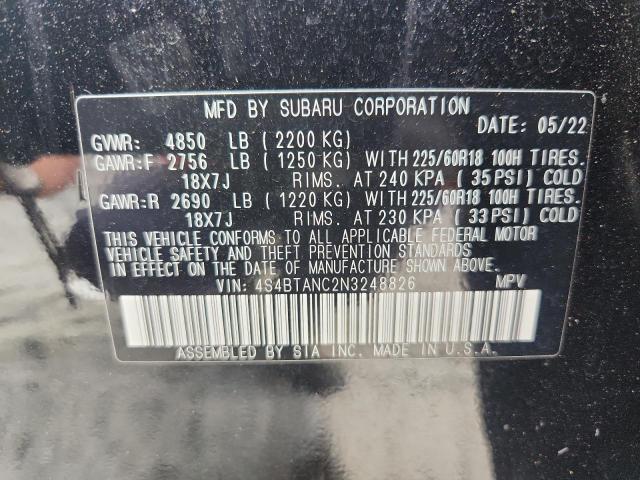 MFD BY SUBARU CORPORATION
DATE: 05/22
GVWR: 4850 LB ( 2200 KG)
GAWR:F 2756 LB ( 1250 KG) WITH 225/60R18 100H TIRES.
18X7J RIMS. AT 240 KPA ( 35 PSI) COLD
GAWR:R 2690 LB ( 1220 KG) WITH 225/60R18 100H TIRES.
18X7J RIMS. AT 230 KPA ( 33 PSI) COLD
THIS VEHICLE CONFORMS TO ALL APPLICABLE FEDERAL MOTOR
VEHICLE SAFETY AND THEFT PREVENTION STANDARDS
IN EFFECT ON THE DATE OF MANUFACTURE SHOWN ABOVE.
VIN: 4S4BTANC2N3248826 MPV
ASSEMBLED BY SIA INC. MADE IN U.S.A.